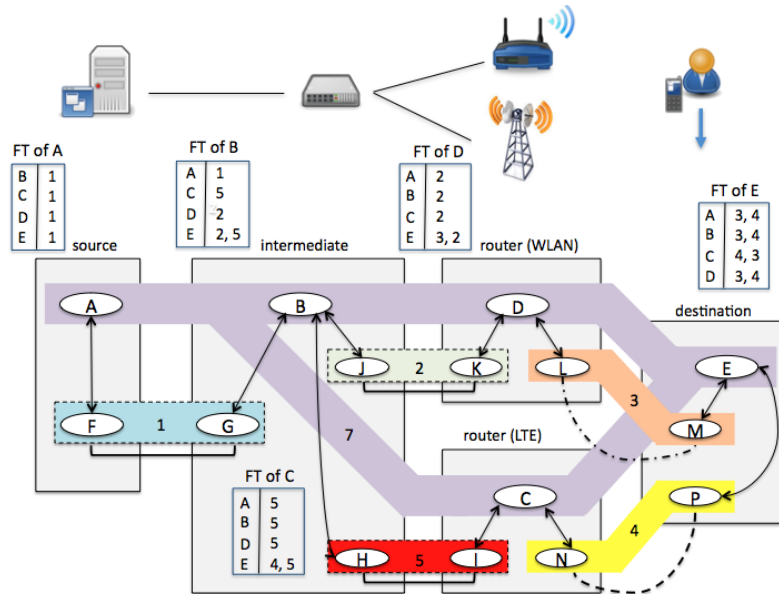 FT of A
B 1
C 1
D 1
E 1
FT of B
A 1
C 5
D 2
E 2, 5
FT of D
A 2
B 2
C 2
E 3, 2
FT of E
A 3, 4
B 3, 4
C 4, 3
D 3, 4
source
intermediate
router (WLAN)
destination
A
B
D
E
J
2
K
L
3
M
F
1
G
7
router (LTE)
FT of C
A 5
B 5
D 5
E 4, 5
C
P
4
H
5
I
N